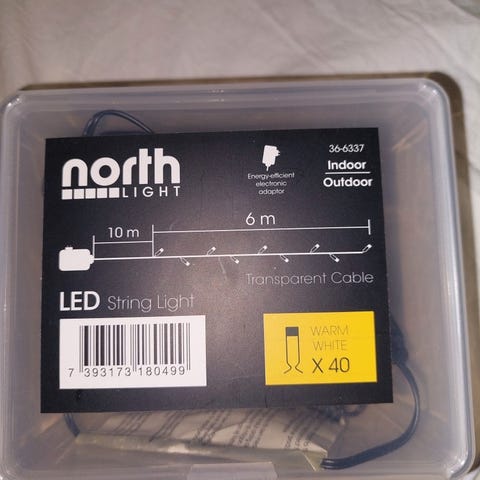 north
LIGHT
Energy-efficient
electronic
adaptor
36-6337
Indoor
Outdoor
10 m
6 m
Transparent Cable
LED String Light
7 393173 180499
WARM
WHITE
X 40